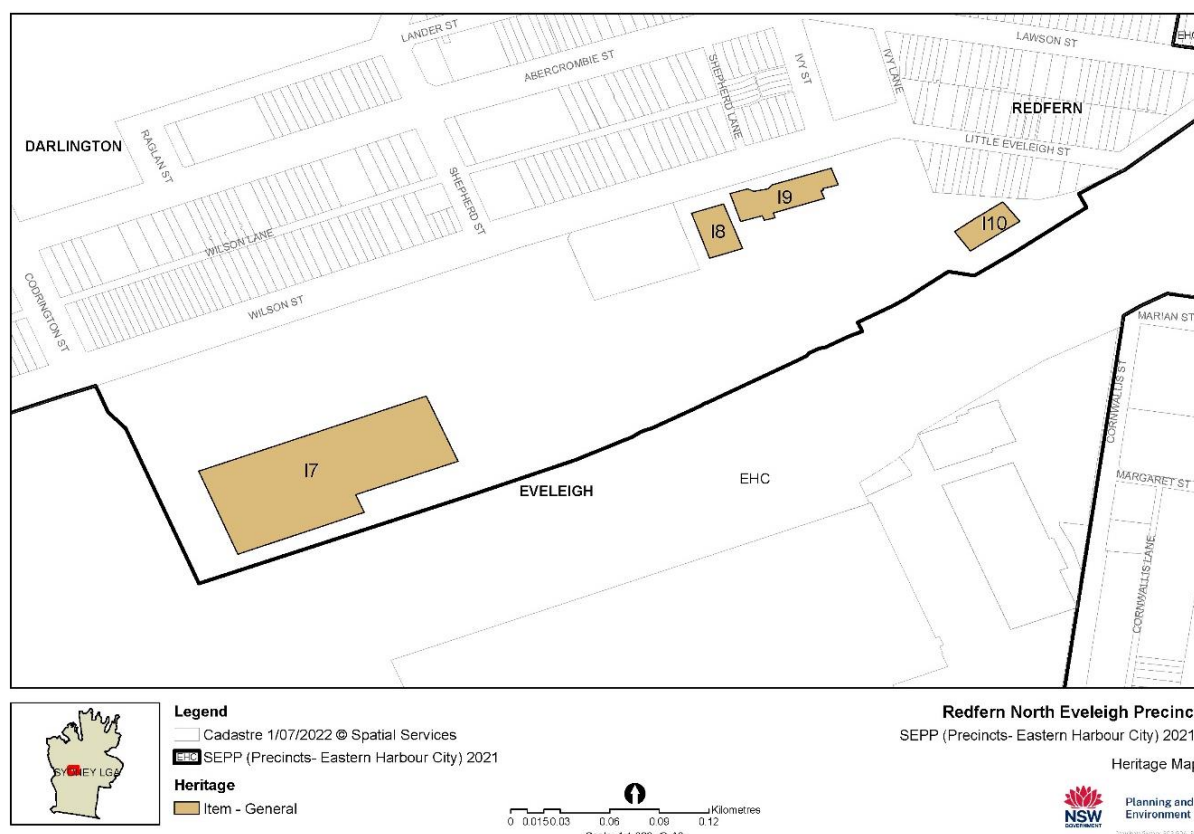 LANDER ST
ABERCROMBIE ST
LAWSON ST
EHC
IVY ST
IVY LANE
SHEPHERD LANE
REDFERN
DARLINGTON
RAGLAN ST
LITTLE EVELEIGH ST
SHEPHERD ST
I9
I8
I10
WILSON LANE
CODRINGTON ST
WILSON ST
MARIAN ST
CORNWALLIS ST
I7
EHC
EVELEIGH
MARGARET ST
CORNWALLIS LANE
SYDNEY LGA
Legend
Cadastre 1/07/2022 © Spatial Services
EHC SEPP (Precincts- Eastern Harbour City) 2021
Heritage
Item - General
Kilometres
0 0.0150.03 0.06 0.09 0.12
Redfern North Eveleigh Precinc
SEPP (Precincts- Eastern Harbour City) 2021
Heritage Map
NSW
GOVERNMENT
Planning and
Environment